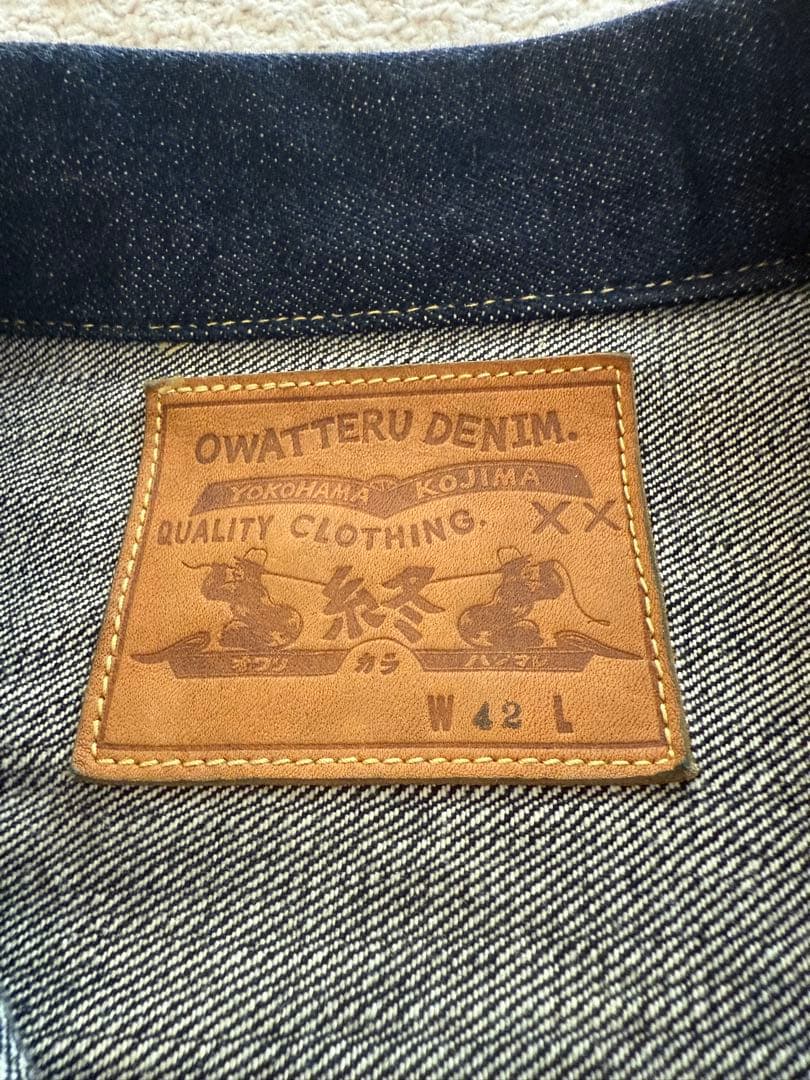 OWATTERU DENIM.
YOKOHAMA KOJIMA
QUALITY CLOTHING. XX
終
オワリ カラ ハジマル
W 42 L